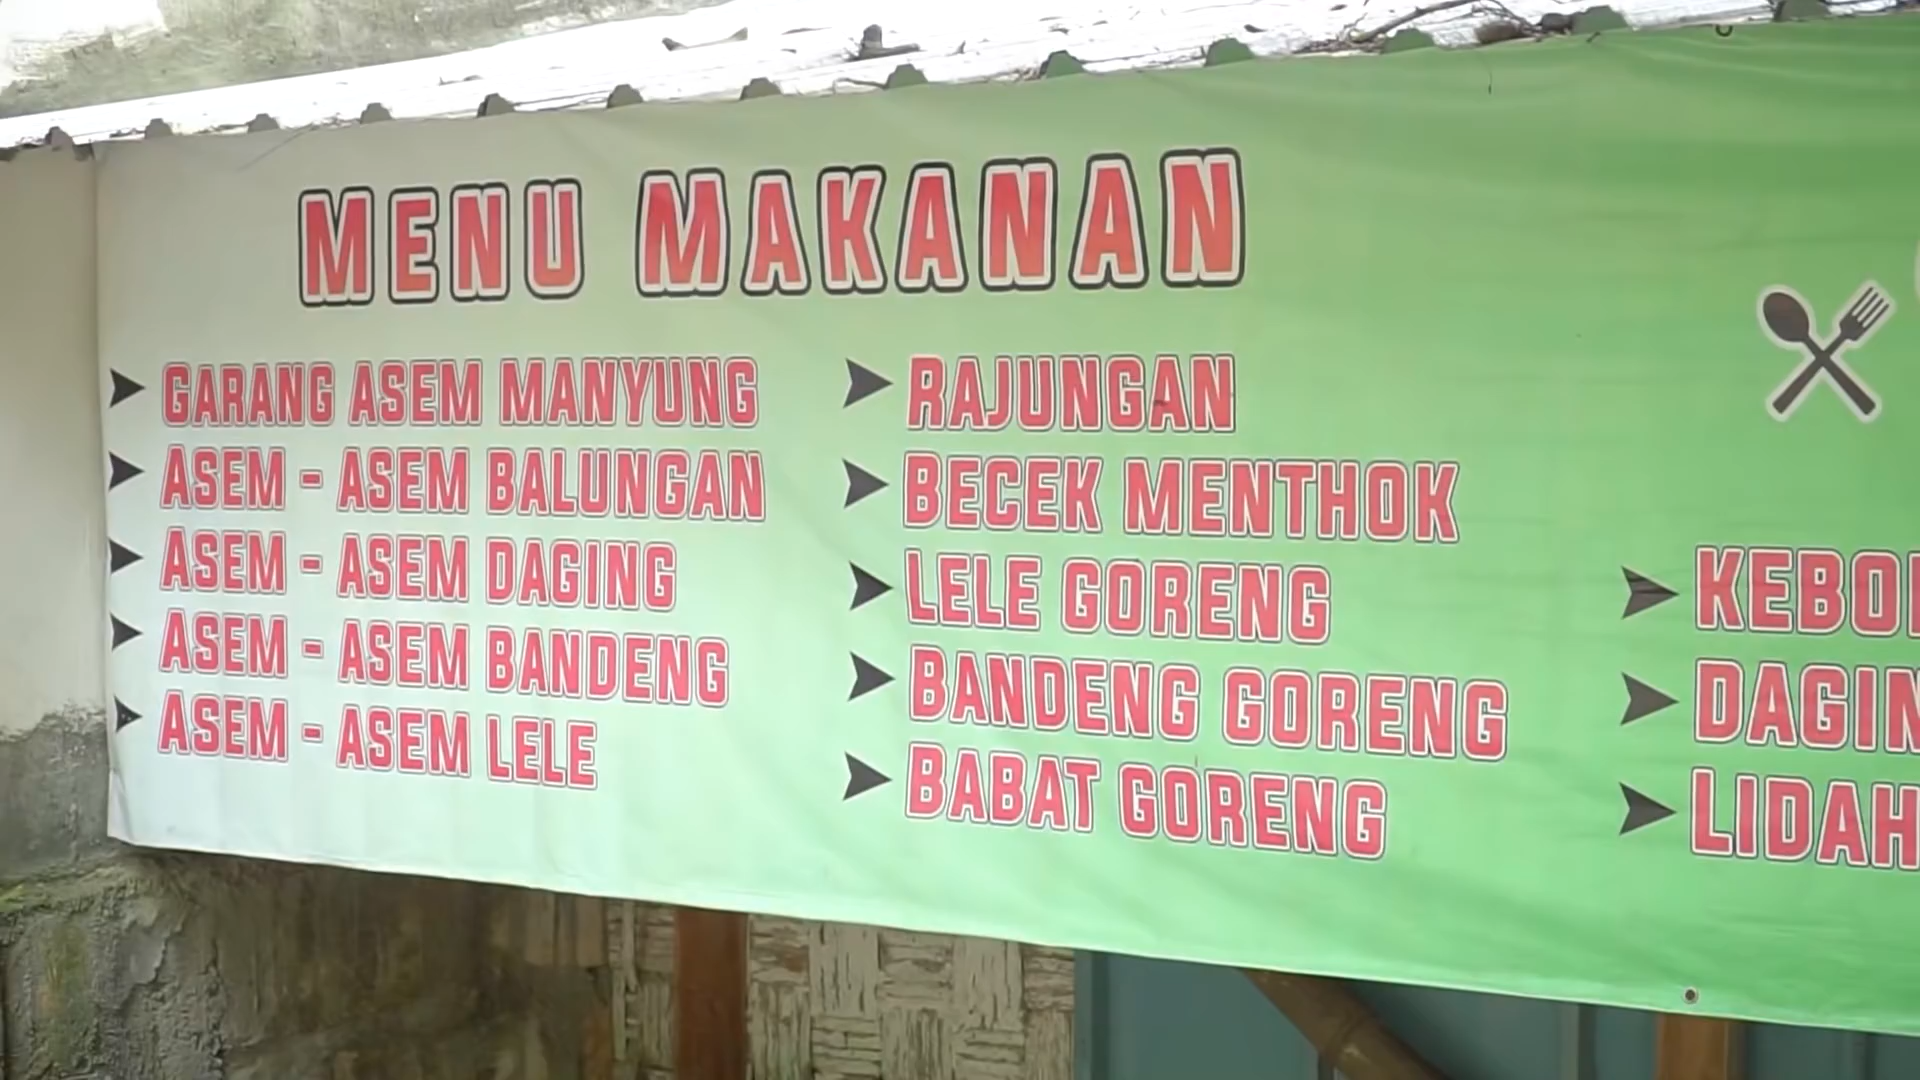 MENU MAKANAN
GARANG ASEM MANYUNG
ASEM - ASEM BALUNGAN
ASEM - ASEM DAGING
ASEM - ASEM BANDENG
ASEM - ASEM LELE
RAJUNGAN
BECEK MENTHOK
LELE GORENG
BANDENG GORENG
BABAT GORENG
LIDAH